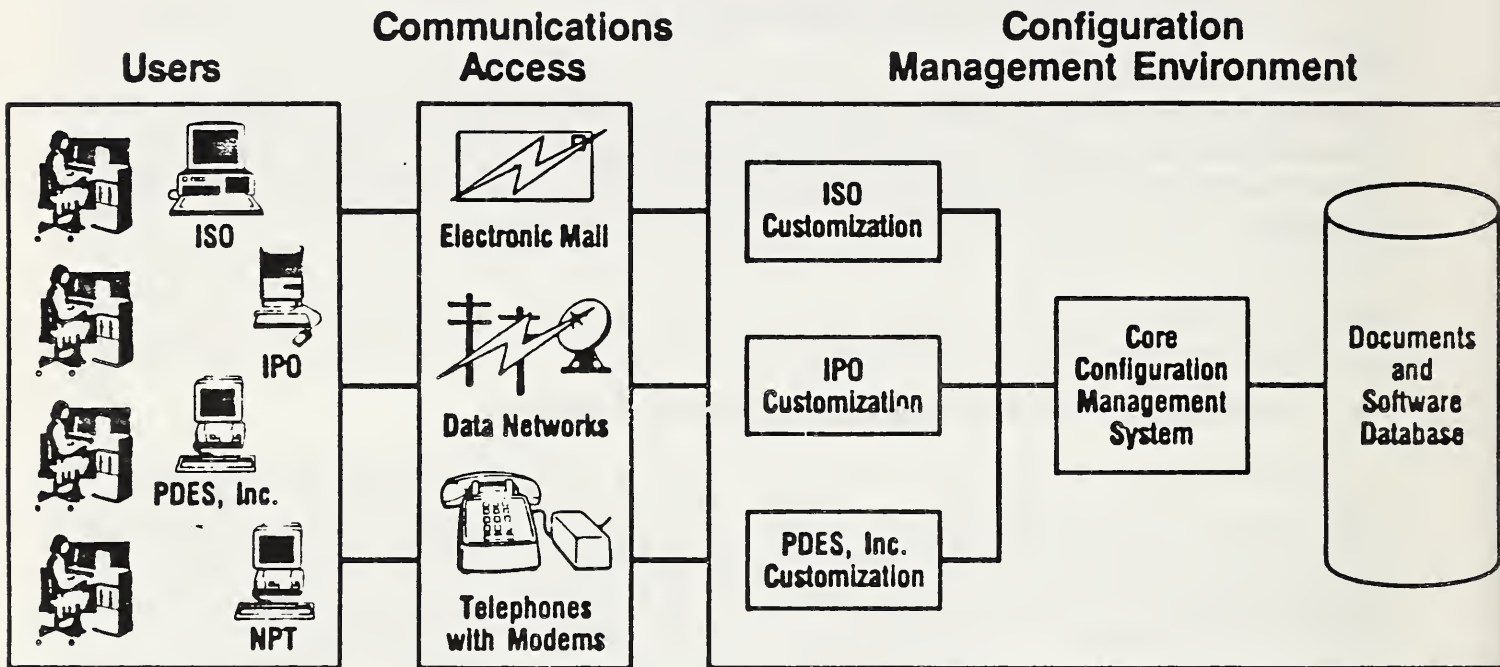 Users
Communications
Access
Configuration
Management Environment
ISO
IPO
PDES, Inc.
NPT
Electronic Mail
Data Networks
Telephones
with Modems
ISO
Customization
IPO
Customization
PDES, Inc.
Customization
Core
Configuration
Management
System
Documents
and
Software
Database